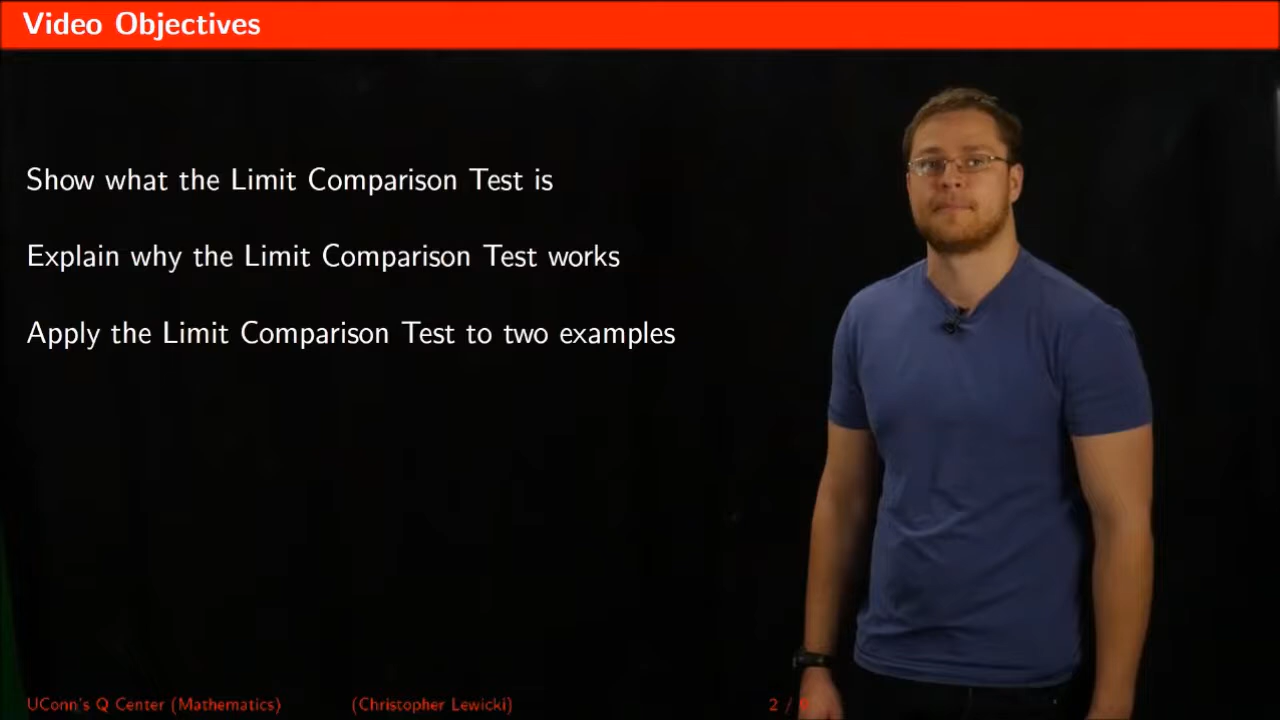 Video Objectives
Show what the Limit Comparison Test is
Explain why the Limit Comparison Test works
Apply the Limit Comparison Test to two examples
UConn's Q Center (Mathematics) (Christopher Lewicki) 2 /